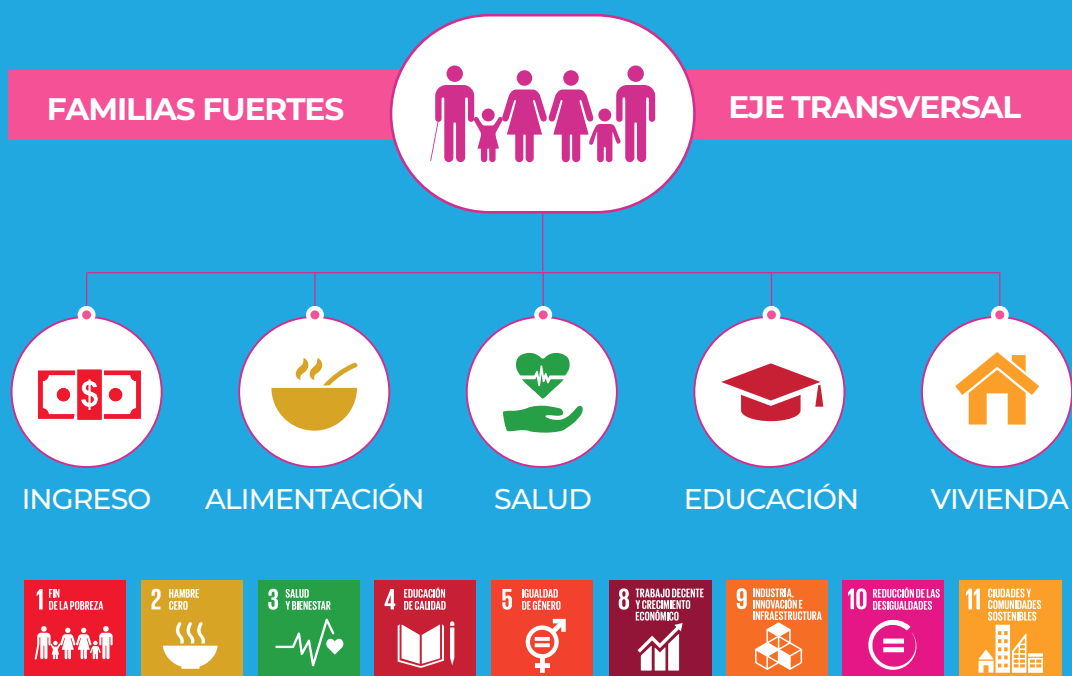 FAMILIAS FUERTES
EJE TRANSVERSAL
$
INGRESO
ALIMENTACIÓN
SALUD
EDUCACIÓN
VIVIENDA
1 FIN
DE LA POBREZA
2 HAMBRE
CERO
3 SALUD
Y BIENESTAR
4 EDUCACIÓN
DE CALIDAD
5 IGUALDAD
DE GÉNERO
8 TRABAJO DECENTE
Y CRECIMIENTO
ECONÓMICO
9 INDUSTRIA,
INNOVACIÓN E
INFRAESTRUCTURA
10 REDUCCIÓN DE LAS
DESIGUALDADES
11 CIUDADES Y
COMUNIDADES
SOSTENIBLES